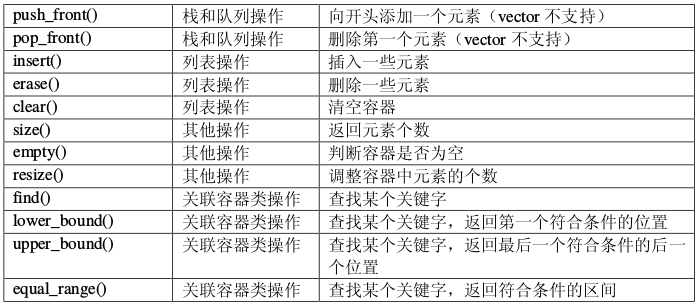 push_front() 栈和队列操作 向开头添加一个元素（vector 不支持）
pop_front() 栈和队列操作 删除第一个元素（vector 不支持）
insert() 列表操作 插入一些元素
erase() 列表操作 删除一些元素
clear() 列表操作 清空容器
size() 其他操作 返回元素个数
empty() 其他操作 判断容器是否为空
resize() 其他操作 调整容器中元素的个数
find() 关联容器类操作 查找某个关键字
lower_bound() 关联容器类操作 查找某个关键字，返回第一个符合条件的位置
upper_bound() 关联容器类操作 查找某个关键字，返回最后一个符合条件的后一
个位置
equal_range() 关联容器类操作 查找某个关键字，返回符合条件的区间